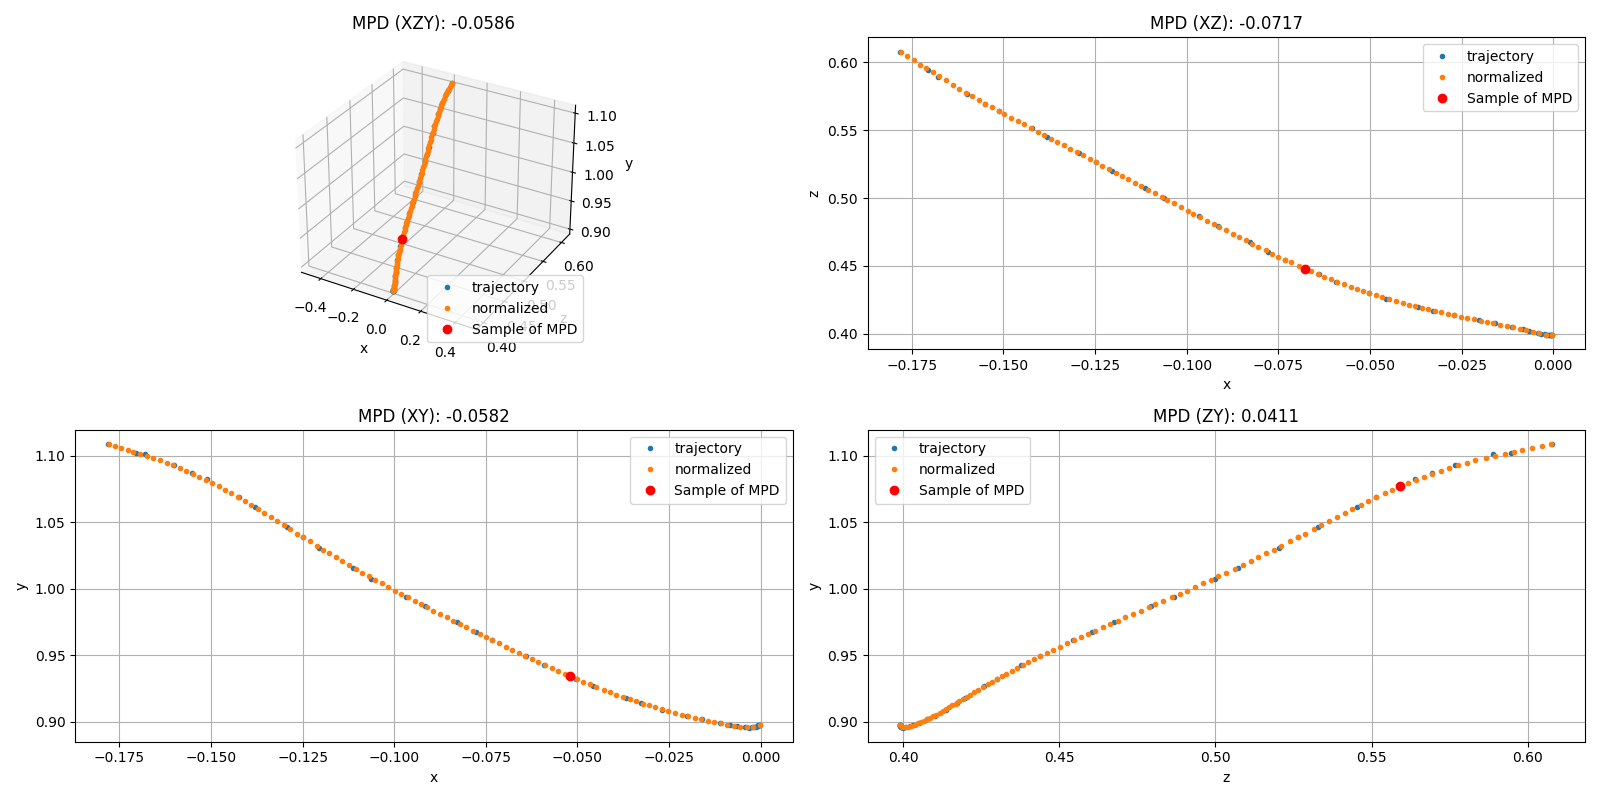 MPD (XZY): -0.0586
1.10
1.05
1.00
0.95
0.90
y
0.60
0.55
0.50
z
0.40
−0.4
−0.2
0.0
0.2
0.4
x
trajectory
normalized
Sample of MPD
MPD (XZ): -0.0717
0.60
0.55
0.50
0.45
0.40
z
−0.175
−0.150
−0.125
−0.100
−0.075
−0.050
−0.025
0.000
x
trajectory
normalized
Sample of MPD
MPD (XY): -0.0582
1.10
1.05
1.00
0.95
0.90
y
−0.175
−0.150
−0.125
−0.100
−0.075
−0.050
−0.025
0.000
x
trajectory
normalized
Sample of MPD
MPD (ZY): 0.0411
1.10
1.05
1.00
0.95
0.90
y
0.40
0.45
0.50
0.55
0.60
z
trajectory
normalized
Sample of MPD